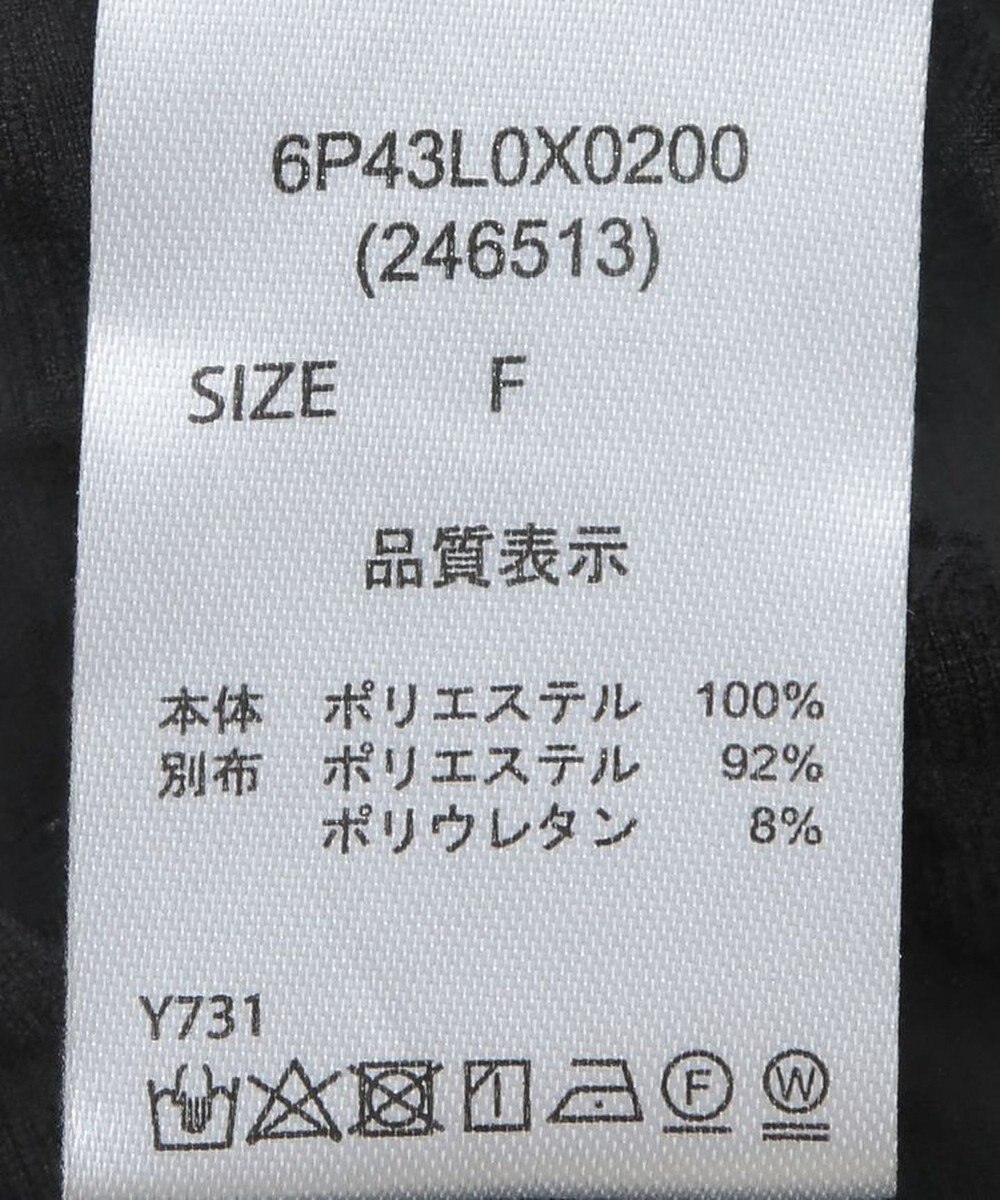 6P43L0X0200
(246513)
SIZE F
品質表示
本体 ポリエステル 100%
別布 ポリエステル 92%
ポリウレタン 8%
Y731
F W